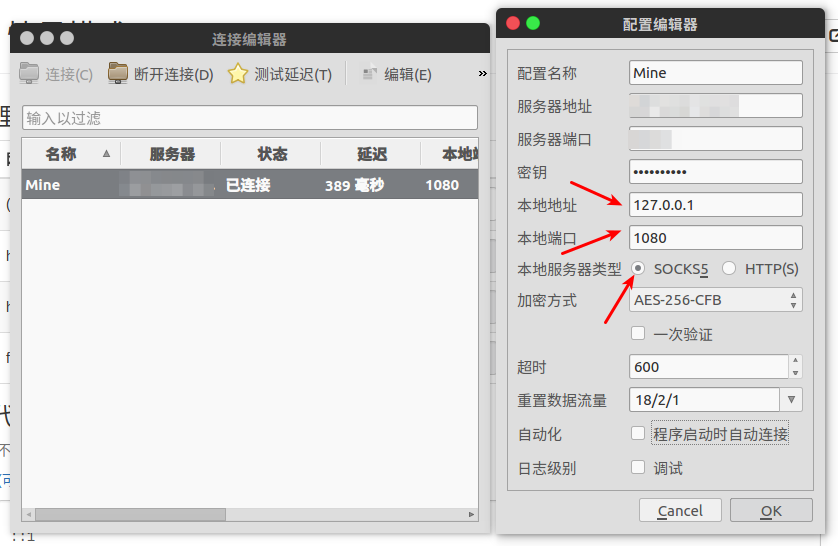 连接编辑器
连接(C) 断开连接(D) 测试延迟(T) 编辑(E) »
输入以过滤
名称 服务器 状态 延迟 本地
Mine 已连接 389 毫秒 1080
::1
配置编辑器
配置名称 Mine
服务器地址
服务器端口
密钥 ••••••••••
本地地址 127.0.0.1
本地端口 1080
本地服务器类型 SOCKS5 HTTP(S)
加密方式 AES-256-CFB
一次验证
超时 600
重置数据流量 18/2/1
自动化 程序启动时自动连接
日志级别 调试
Cancel OK